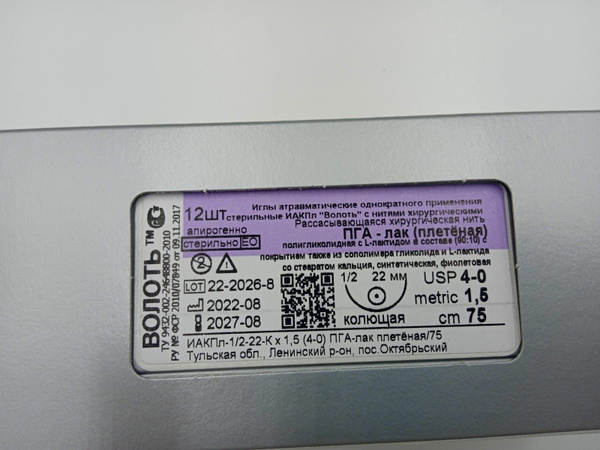 ВОЛОТЬ™
ТУ 9432-002-24648800-2010
РУ № ФСР 2010/07849 от 09.11.2017
Иглы атравматические однократного применения
12шт стерильные ИАКПл "Волоть" с нитями хирургическими
Рассасывающаяся хирургическая нить
апирогенно
ПГА - лак (плетёная)
стерильно EO
полигликолидная с L-лактидом в составе (90:10) с
покрытием также из сополимера гликолида и L-лактида
со стеаратом кальция, синтетическая, фиолетовая
LOT 22-2026-8
2022-08
2027-08
1/2 22 мм
колющая
USP 4-0
metric 1,5
cm 75
ИАКПл-1/2-22-К х 1,5 (4-0) ПГА-лак плетёная/75
Тульская обл., Ленинский р-он, пос.Октябрьский